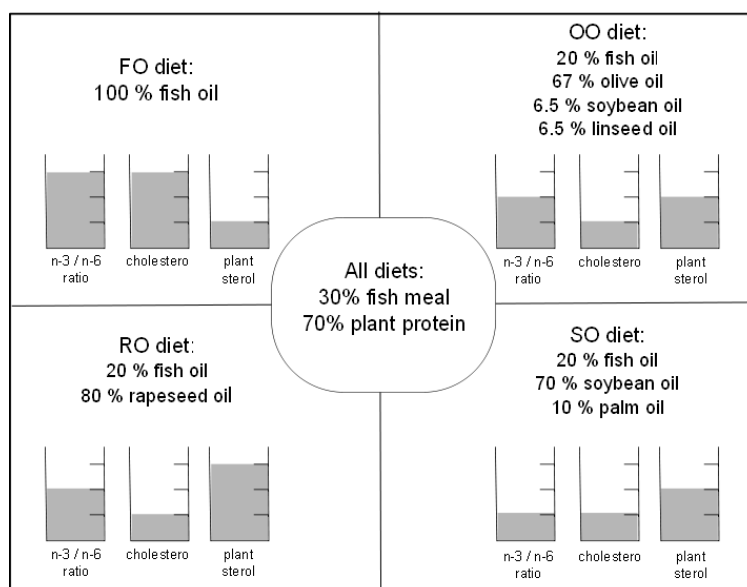 FO diet:
100 % fish oil
n-3 / n-6
ratio
cholestero
plant
sterol
OO diet:
20 % fish oil
67 % olive oil
6.5 % soybean oil
6.5 % linseed oil
n-3 / n-6
ratio
cholestero
plant
sterol
All diets:
30% fish meal
70% plant protein
RO diet:
20 % fish oil
80 % rapeseed oil
n-3 / n-6
ratio
cholestero
plant
sterol
SO diet:
20 % fish oil
70 % soybean oil
10 % palm oil
n-3 / n-6
ratio
cholestero
plant
sterol